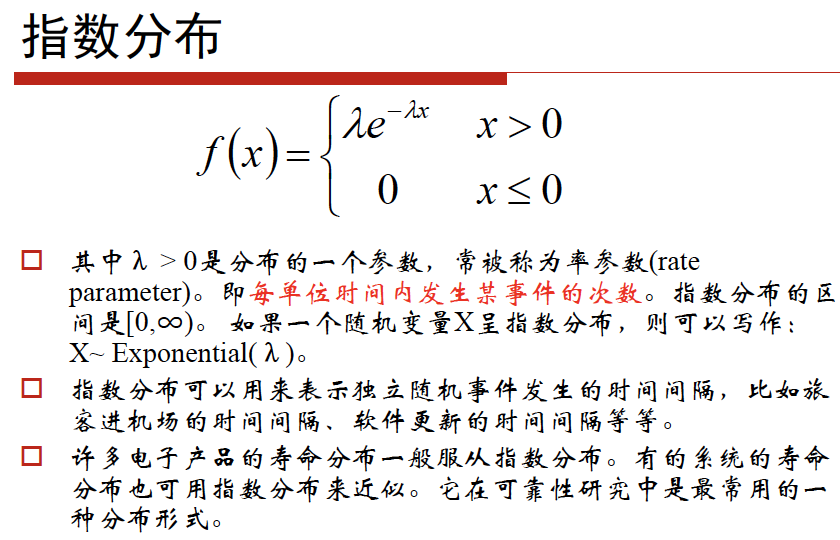 指数分布
f(x)= { λe^{-λx} x > 0
0 x ≤ 0
□ 其中λ > 0是分布的一个参数，常被称为率参数(rate
parameter)。即每单位时间内发生某事件的次数。指数分布的区
间是[0,∞)。 如果一个随机变量X呈指数分布，则可以写作：
X~ Exponential(λ)。
□ 指数分布可以用来表示独立随机事件发生的时间间隔，比如旅
客进机场的时间间隔、软件更新的时间间隔等等。
□ 许多电子产品的寿命分布一般服从指数分布。有的系统的寿命
分布也可用指数分布来近似。它在可靠性研究中是最常用的一
种分布形式。